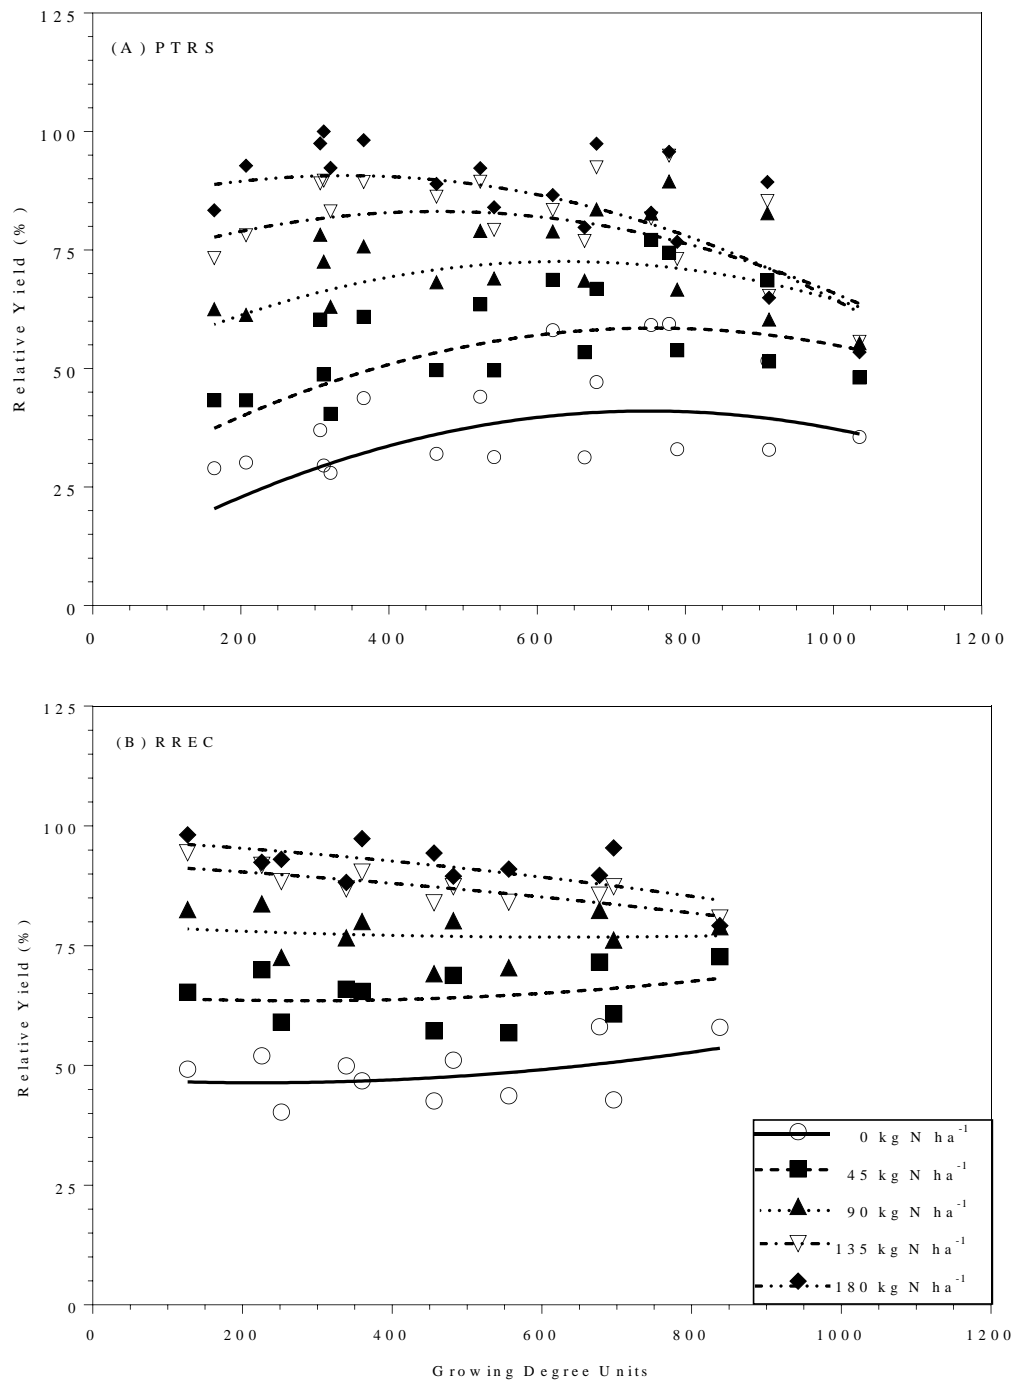 (A) PTRS
Relative Yield (%)
125
100
75
50
25
0
0 200 400 600 800 1000 1200
(B) RREC
Relative Yield (%)
125
100
75
50
25
0
0 kg N ha-1
45 kg N ha-1
90 kg N ha-1
135 kg N ha-1
180 kg N ha-1
0 200 400 600 800 1000 1200
Growing Degree Units